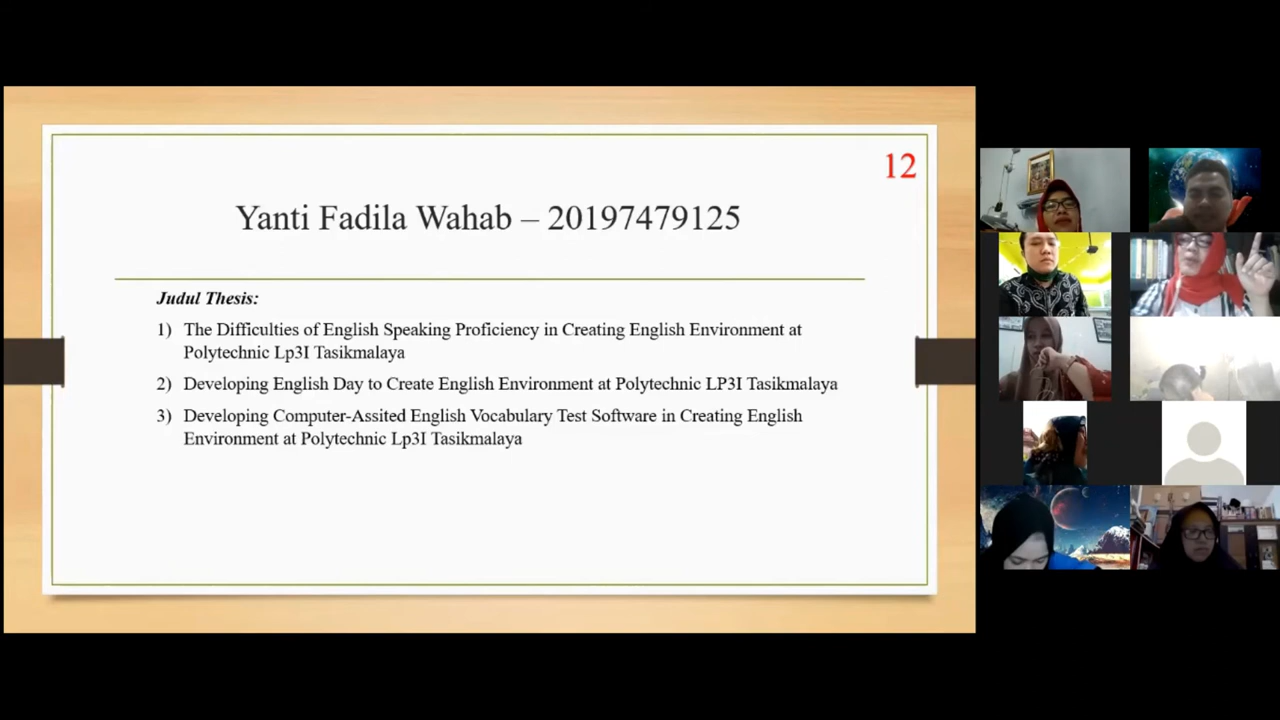 12
Yanti Fadila Wahab – 20197479125
Judul Thesis:
1) The Difficulties of English Speaking Proficiency in Creating English Environment at
Polytechnic Lp3I Tasikmalaya
2) Developing English Day to Create English Environment at Polytechnic LP3I Tasikmalaya
3) Developing Computer-Assited English Vocabulary Test Software in Creating English
Environment at Polytechnic Lp3I Tasikmalaya